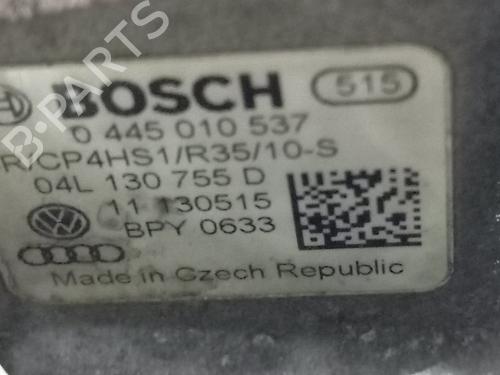 BOSCH 515
0 445 010 537
R/CP4HS1/R35/10-S
04L 130 755 D
11 130515
BPY 0633
Made in Czech Republic
B-PARTS